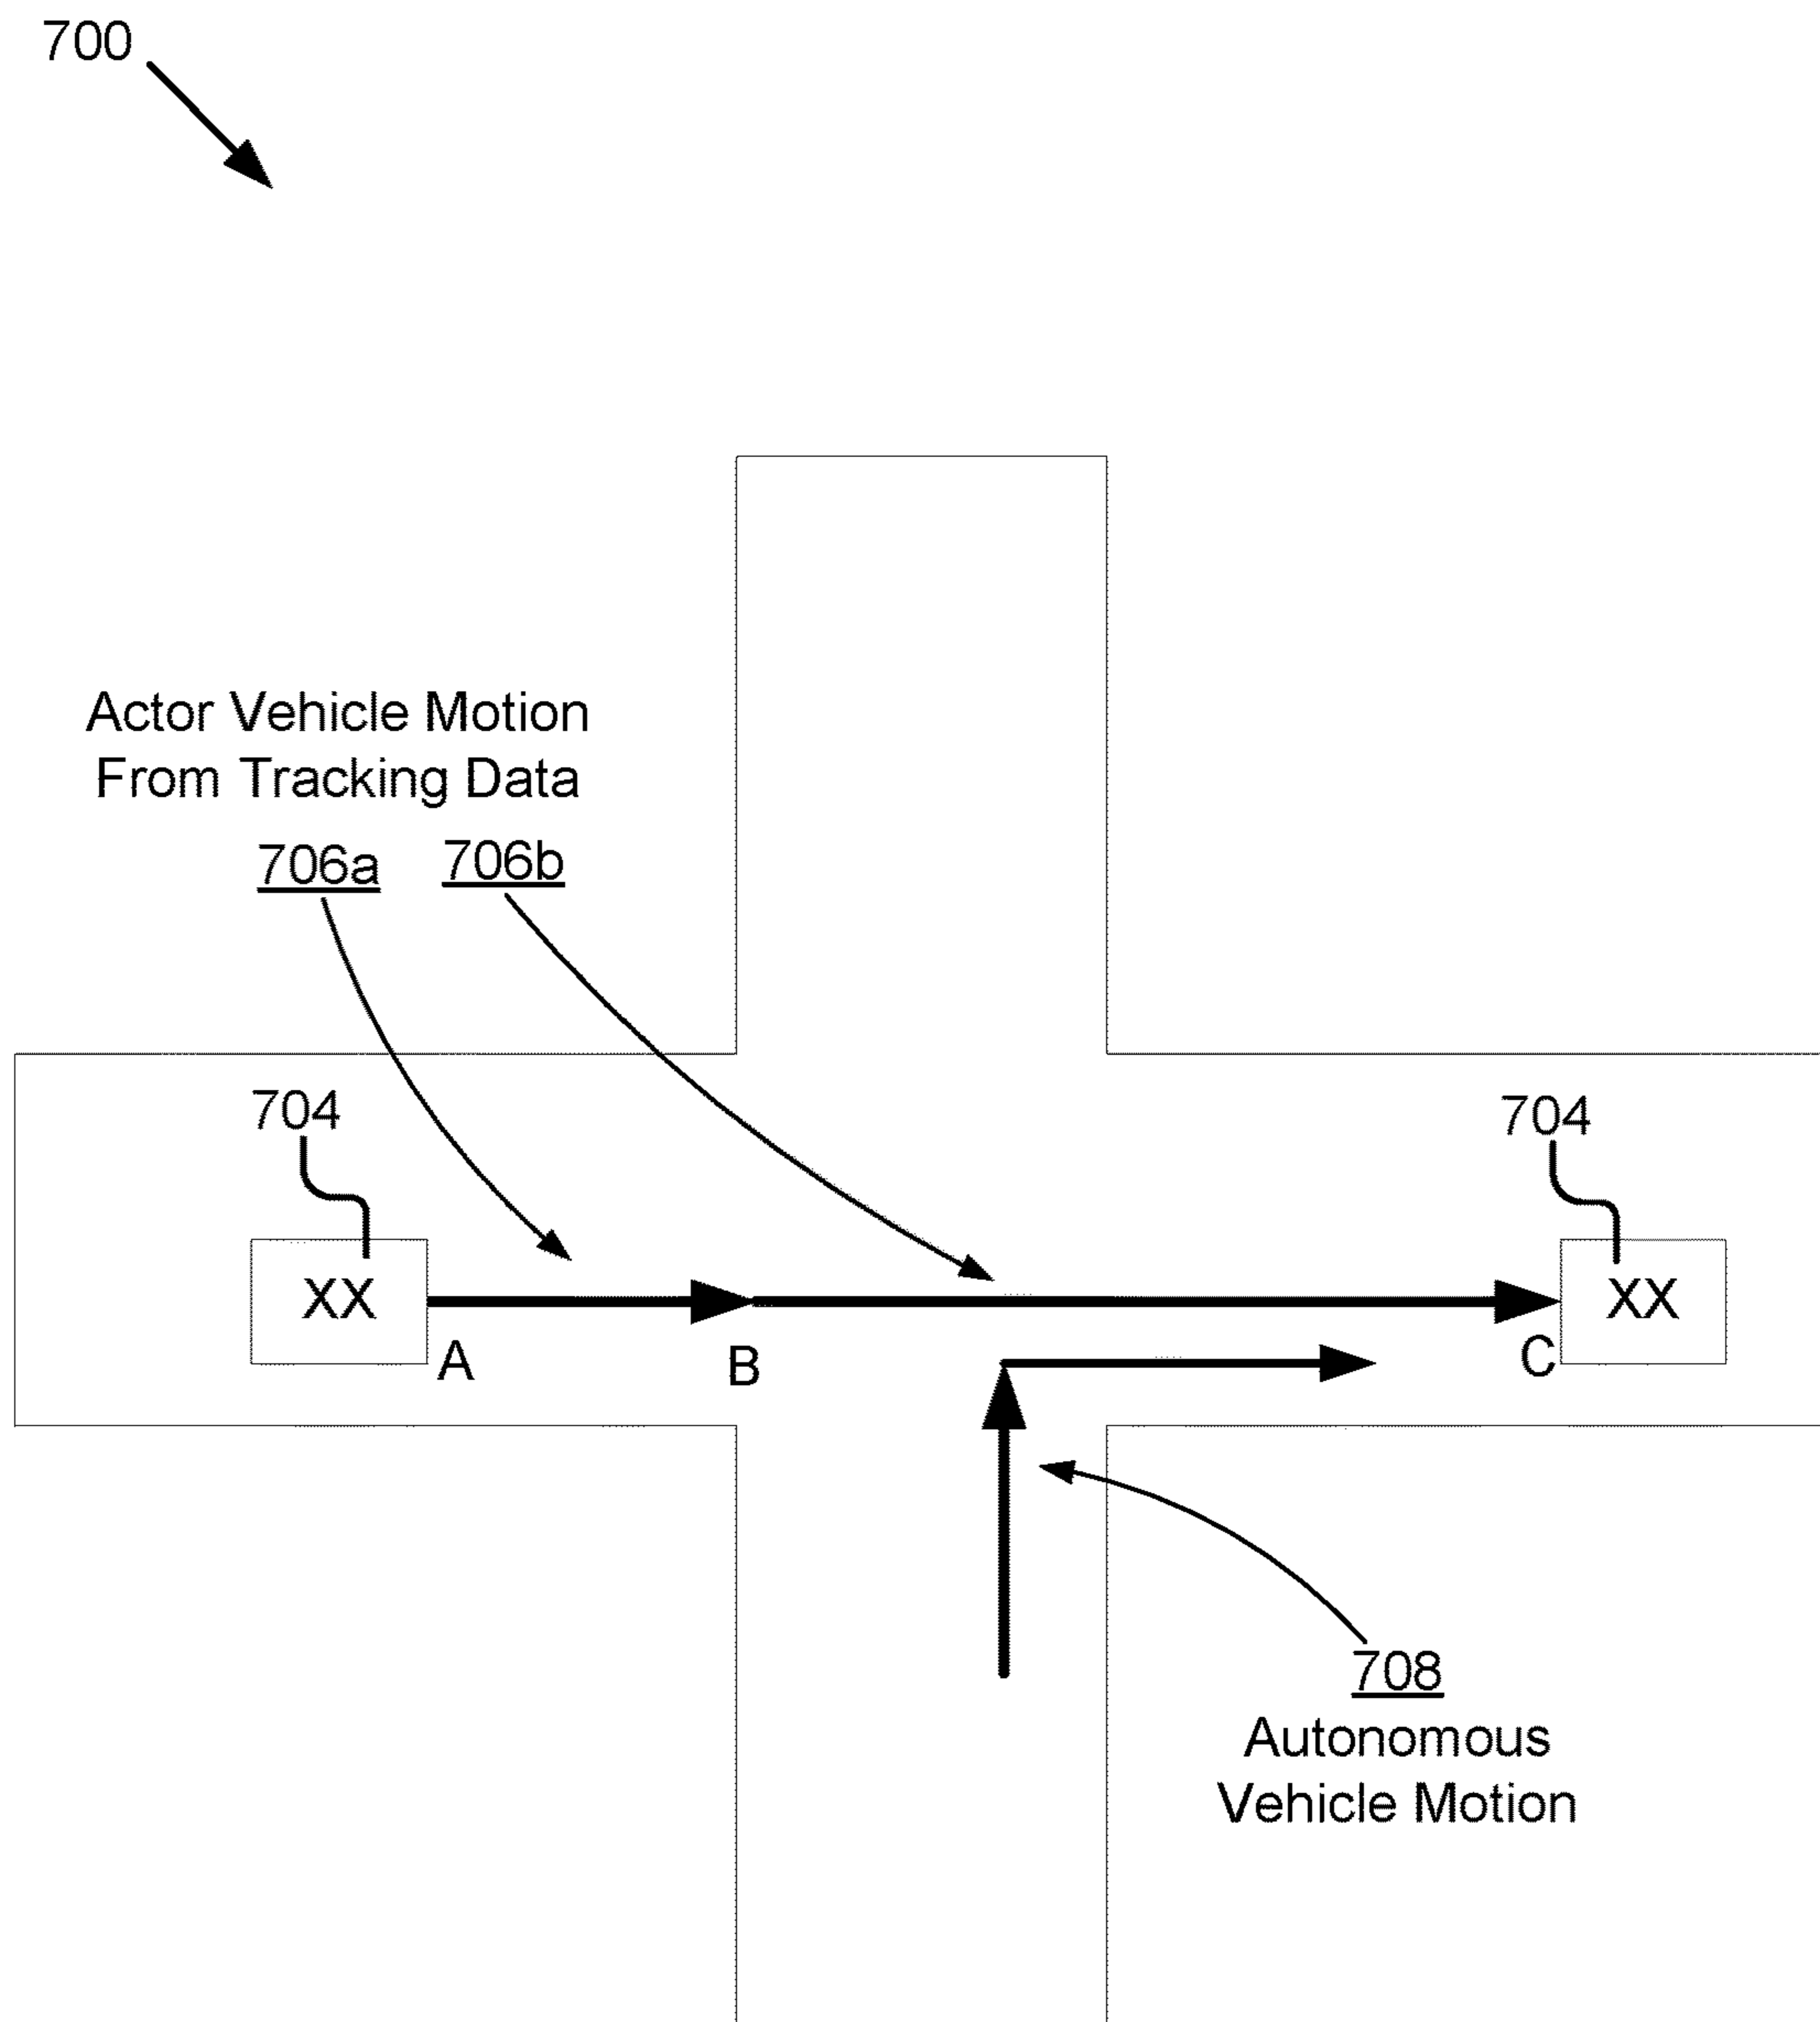 700
Actor Vehicle Motion
From Tracking Data
706a 706b
704 704
XX XX
A B C
708
Autonomous
Vehicle Motion